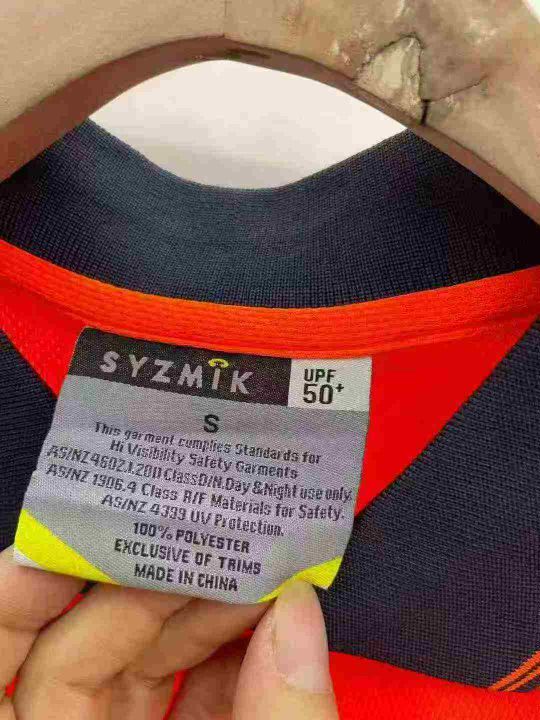 SYZMIK
UPF
50+
S
This garment complies Standards for
Hi Visibility Safety Garments
AS/NZ 4602.1.2011 Class D/N.Day & Night use only.
AS/NZ 1906.4 Class R/F Materials for Safety.
AS/NZ 4399 UV Protection.
100% POLYESTER
EXCLUSIVE OF TRIMS
MADE IN CHINA